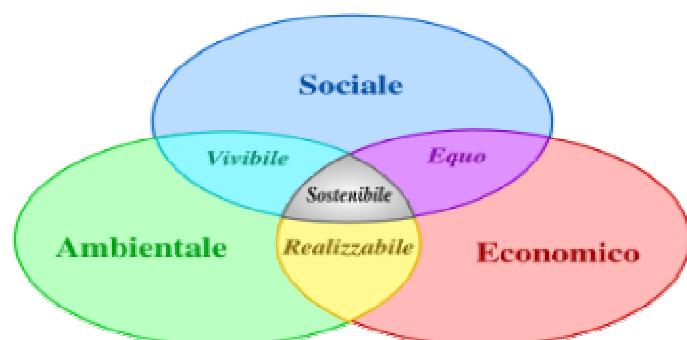 Sociale
Vivibile
Equo
Sostenibile
Ambientale
Realizzabile
Economico